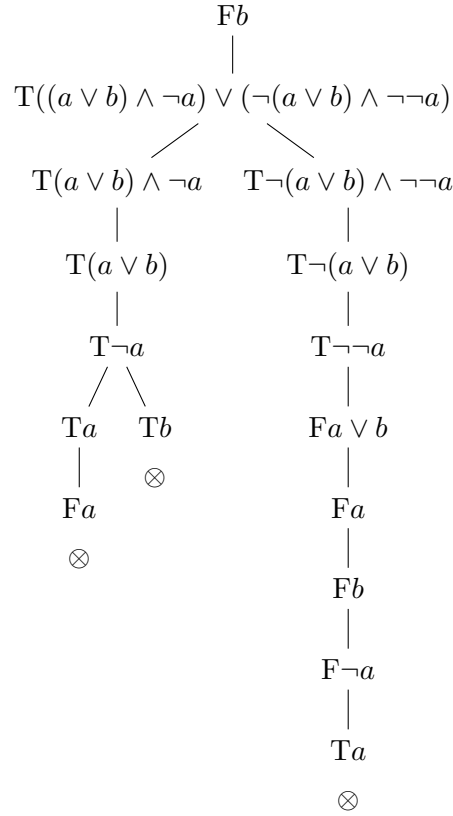 Fb
T((a ∨ b) ∧ ¬a) ∨ (¬(a ∨ b) ∧ ¬¬a)
T(a ∨ b) ∧ ¬a T¬(a ∨ b) ∧ ¬¬a
T(a ∨ b) T¬(a ∨ b)
T¬a T¬¬a
Ta Tb Fa ∨ b
⊗
Fa Fa
⊗
Fb
F¬a
Ta
⊗